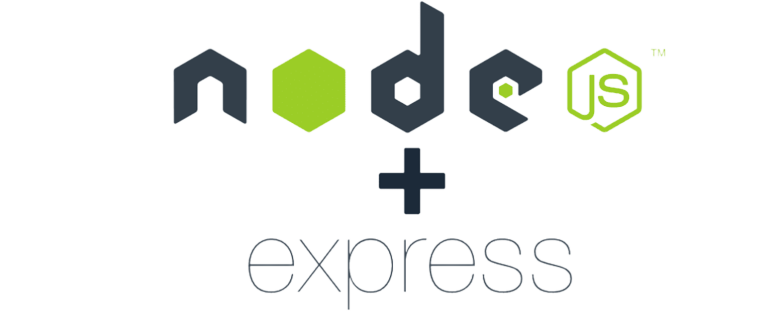 node JS ™
+
express